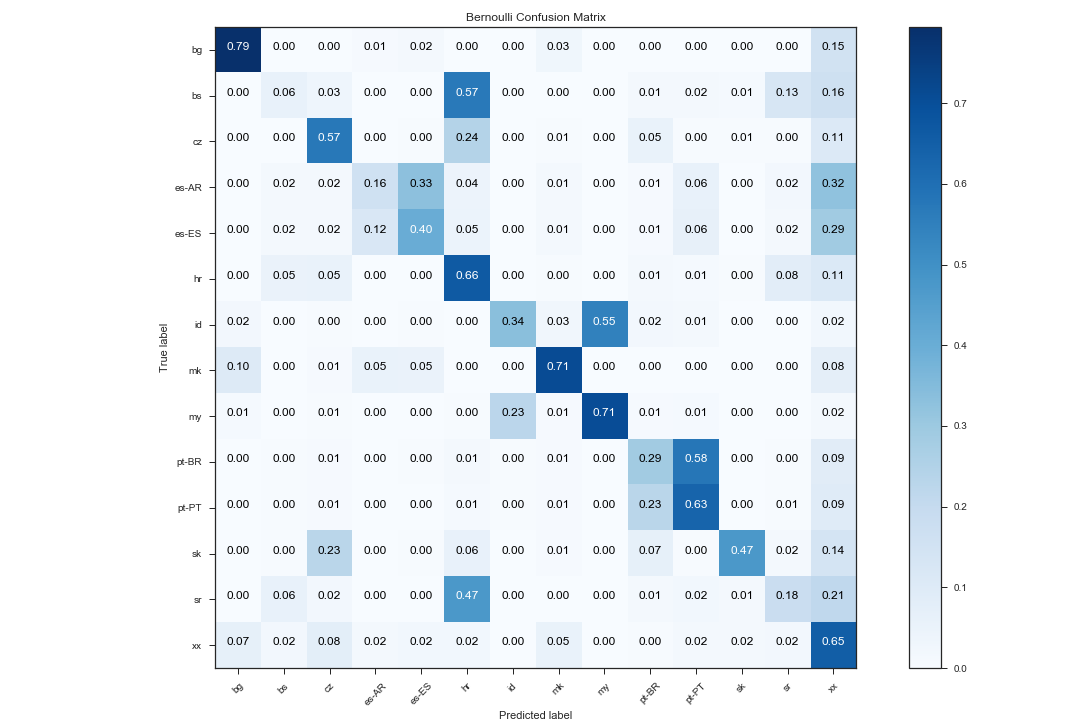 Bernoulli Confusion Matrix
bg 0.79 0.00 0.00 0.01 0.02 0.00 0.00 0.03 0.00 0.00 0.00 0.00 0.00 0.15
bs 0.00 0.06 0.03 0.00 0.00 0.57 0.00 0.00 0.00 0.01 0.02 0.01 0.13 0.16
cz 0.00 0.00 0.57 0.00 0.00 0.24 0.00 0.01 0.00 0.05 0.00 0.01 0.00 0.11
es-AR 0.00 0.02 0.02 0.16 0.33 0.04 0.00 0.01 0.00 0.01 0.06 0.00 0.02 0.32
es-ES 0.00 0.02 0.02 0.12 0.40 0.05 0.00 0.01 0.00 0.01 0.06 0.00 0.02 0.29
hr 0.00 0.05 0.05 0.00 0.00 0.66 0.00 0.00 0.00 0.01 0.01 0.00 0.08 0.11
id 0.02 0.00 0.00 0.00 0.00 0.00 0.34 0.03 0.55 0.02 0.01 0.00 0.00 0.02
mk 0.10 0.00 0.01 0.05 0.05 0.00 0.00 0.71 0.00 0.00 0.00 0.00 0.00 0.08
my 0.01 0.00 0.01 0.00 0.00 0.00 0.23 0.01 0.71 0.01 0.01 0.00 0.00 0.02
pt-BR 0.00 0.00 0.01 0.00 0.00 0.01 0.00 0.01 0.00 0.29 0.58 0.00 0.00 0.09
pt-PT 0.00 0.00 0.01 0.00 0.00 0.01 0.00 0.01 0.00 0.23 0.63 0.00 0.01 0.09
sk 0.00 0.00 0.23 0.00 0.00 0.06 0.00 0.01 0.00 0.07 0.00 0.47 0.02 0.14
sr 0.00 0.06 0.02 0.00 0.00 0.47 0.00 0.00 0.00 0.01 0.02 0.01 0.18 0.21
xx 0.07 0.02 0.08 0.02 0.02 0.02 0.00 0.05 0.00 0.00 0.02 0.02 0.02 0.65
bg bs cz es-AR es-ES hr id mk my pt-BR pt-PT sk sr xx
True label
Predicted label
0.7
0.6
0.5
0.4
0.3
0.2
0.1
0.0